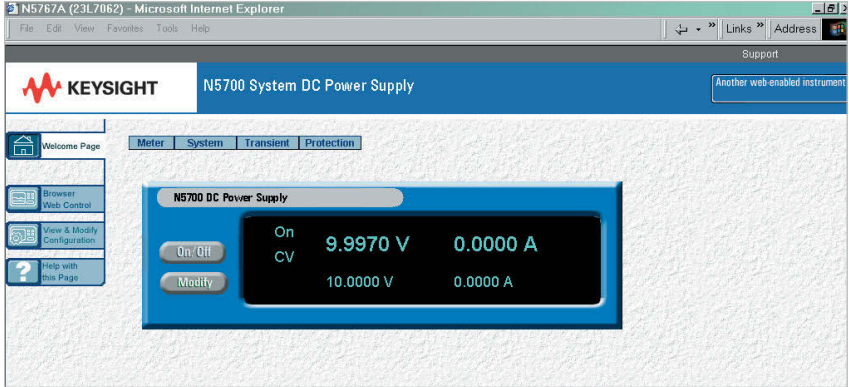 N5767A (23L7062) - Microsoft Internet Explorer
File Edit View Favorites Tools Help
Links Address
Support
KEYSIGHT
N5700 System DC Power Supply
Another web-enabled instrument
Welcome Page
Meter System Transient Protection
Browser
Web Control
View & Modify
Configuration
Help with
this Page
N5700 DC Power Supply
On/Off
Modify
On
9.9970 V 0.0000 A
CV
10.0000 V 0.0000 A